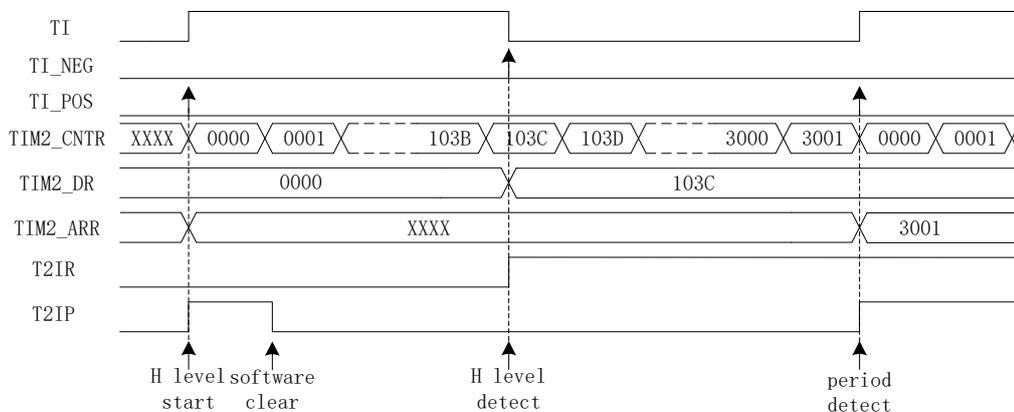 TI
TI_NEG
TI_POS
TIM2_CNTR XXXX 0000 0001 103B 103C 103D 3000 3001 0000 0001
TIM2_DR 0000 103C
TIM2_ARR XXXX 3001
T2IR
T2IP
H level start
software clear
H level detect
period detect